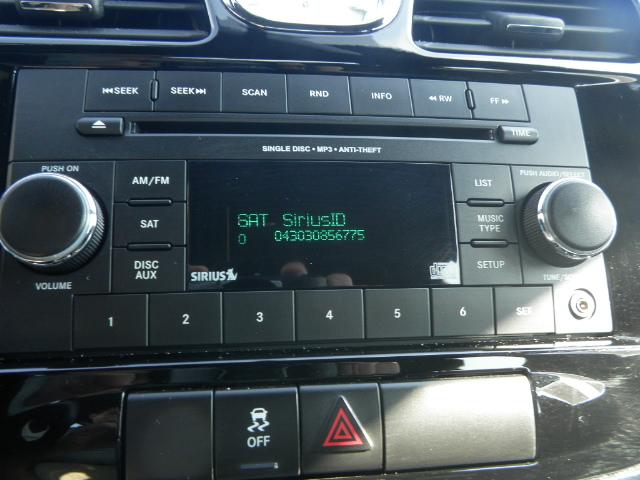 ⏮SEEK SEEK⏭ SCAN RND INFO ◀◀ RW FF ▶▶
TIME
SINGLE DISC • MP3 • ANTI-THEFT
PUSH ON
AM/FM
LIST
PUSH AUDIO/SELECT
SAT
SAT SiriusID
0 043030856775
MUSIC TYPE
DISC AUX
SIRIUS
SETUP
VOLUME
1 2 3 4 5 6 SET
OFF